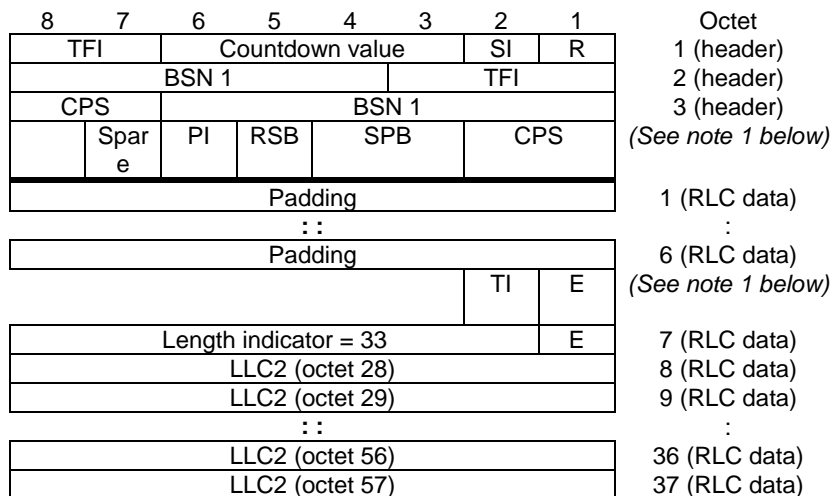 8 7 6 5 4 3 2 1 Octet
TFI Countdown value SI R 1 (header)
BSN 1 TFI 2 (header)
CPS BSN 1 3 (header)
Spar
e PI RSB SPB CPS (See note 1 below)
Padding 1 (RLC data)
: : :
Padding 6 (RLC data)
TI E (See note 1 below)
Length indicator = 33 E 7 (RLC data)
LLC2 (octet 28) 8 (RLC data)
LLC2 (octet 29) 9 (RLC data)
: : :
LLC2 (octet 56) 36 (RLC data)
LLC2 (octet 57) 37 (RLC data)